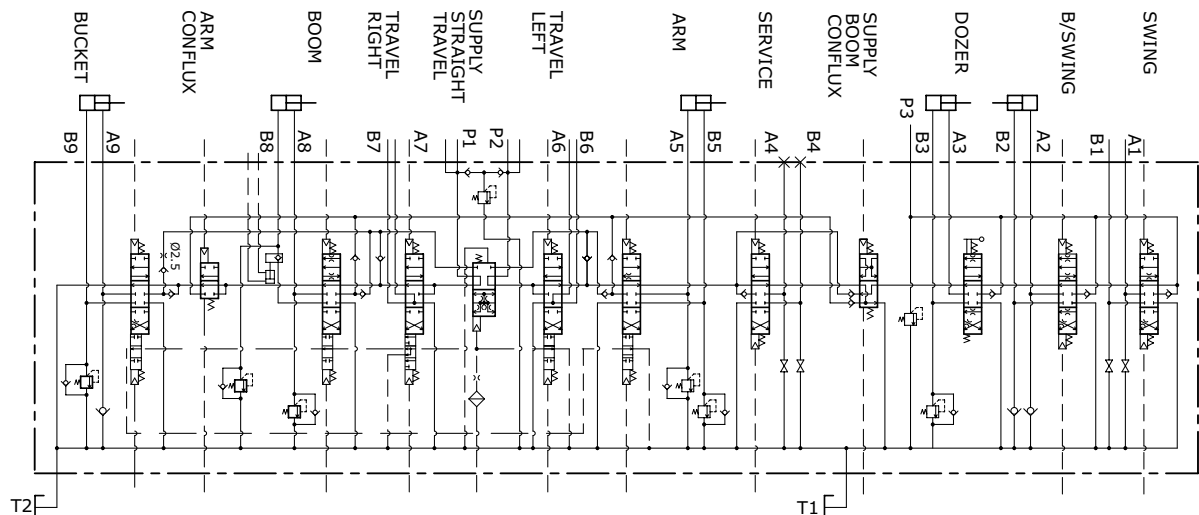 BUCKET
ARM
CONFLUX
BOOM
TRAVEL
RIGHT
SUPPLY
STRAIGHT
TRAVEL
TRAVEL
LEFT
ARM
SERVICE
SUPPLY
BOOM
CONFLUX
DOZER
B/SWING
SWING
B9
A9
B8
A8
B7
A7
P1
P2
A6
B6
A5
B5
A4
B4
P3
B3
A3
B2
A2
B1
A1
Ø2.5
T2
T1